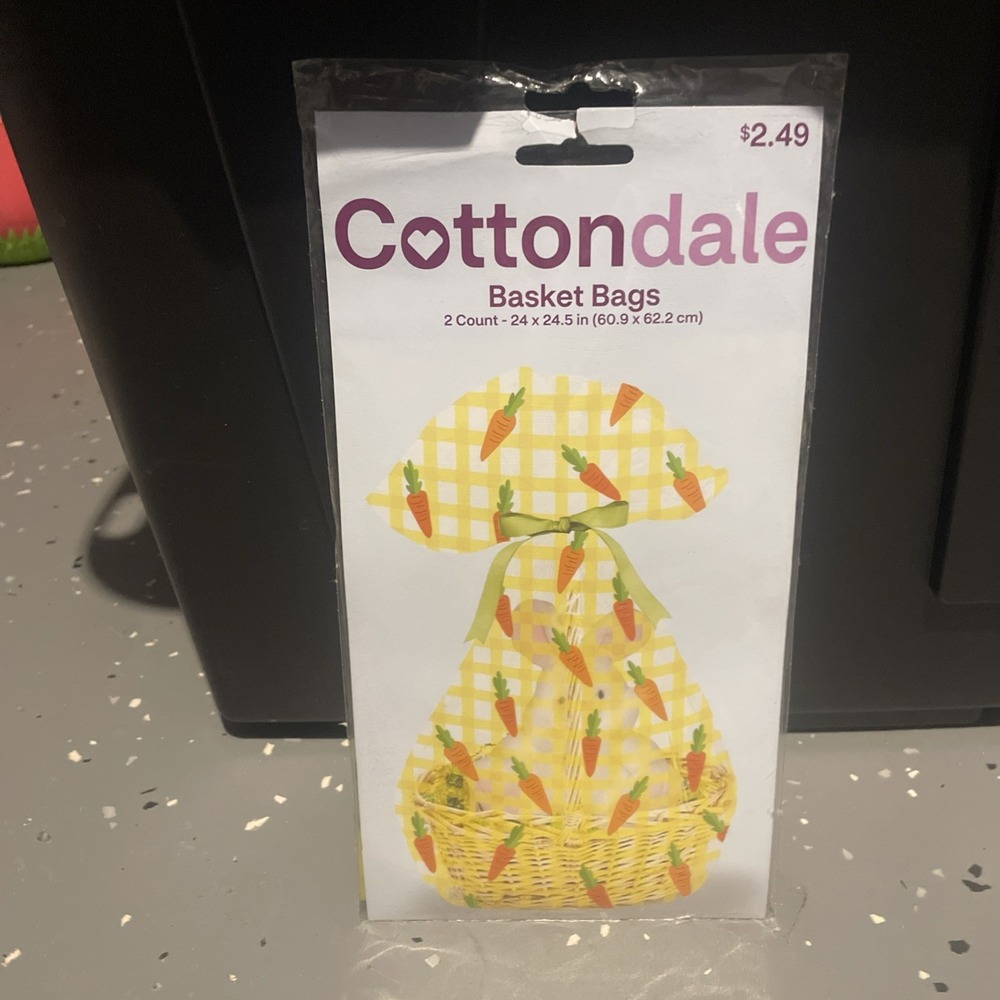 $2.49
Cottondale
Basket Bags
2 Count - 24 x 24.5 in (60.9 x 62.2 cm)